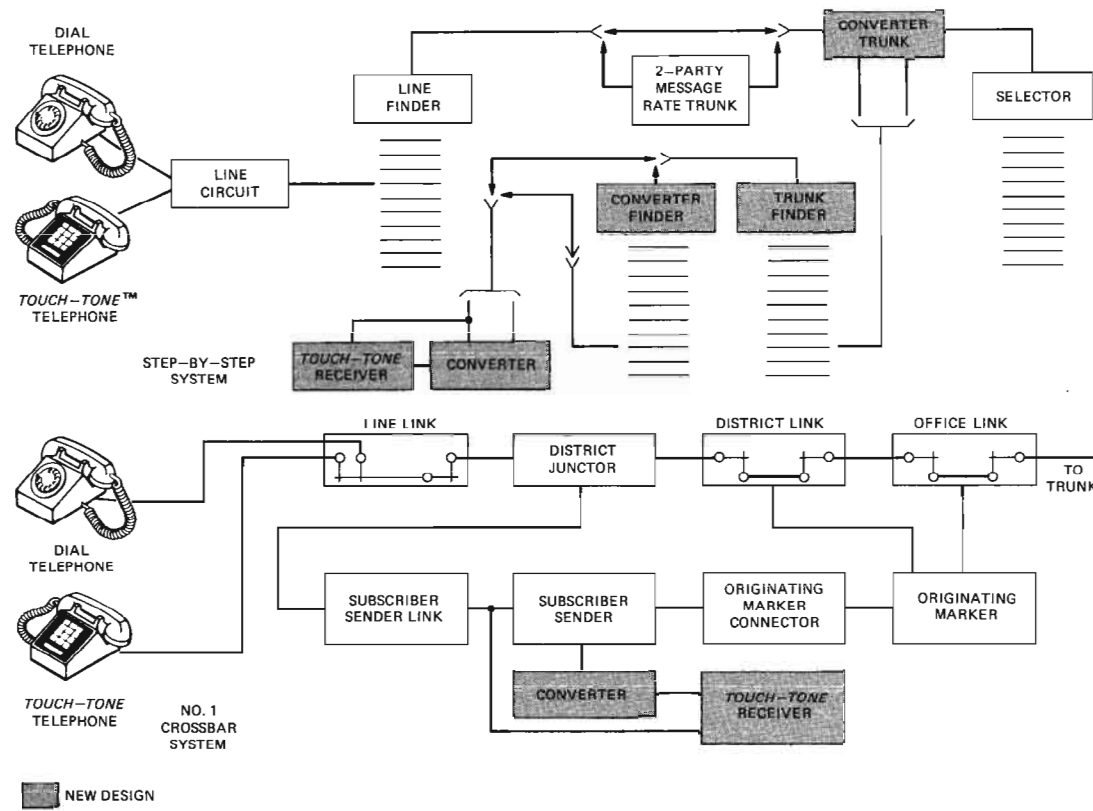 DIAL
TELEPHONE
LINE
FINDER
2–PARTY
MESSAGE
RATE TRUNK
CONVERTER
TRUNK
SELECTOR
LINE
CIRCUIT
CONVERTER
FINDER
TRUNK
FINDER
TOUCH–TONE™
TELEPHONE
STEP–BY–STEP
SYSTEM
TOUCH–TONE
RECEIVER
CONVERTER
LINE LINK
DISTRICT
JUNCTOR
DISTRICT LINK
OFFICE LINK
TO
TRUNK
DIAL
TELEPHONE
SUBSCRIBER
SENDER LINK
SUBSCRIBER
SENDER
ORIGINATING
MARKER
CONNECTOR
ORIGINATING
MARKER
CONVERTER
TOUCH–TONE
RECEIVER
TOUCH–TONE
TELEPHONE
NO. 1
CROSSBAR
SYSTEM
NEW DESIGN